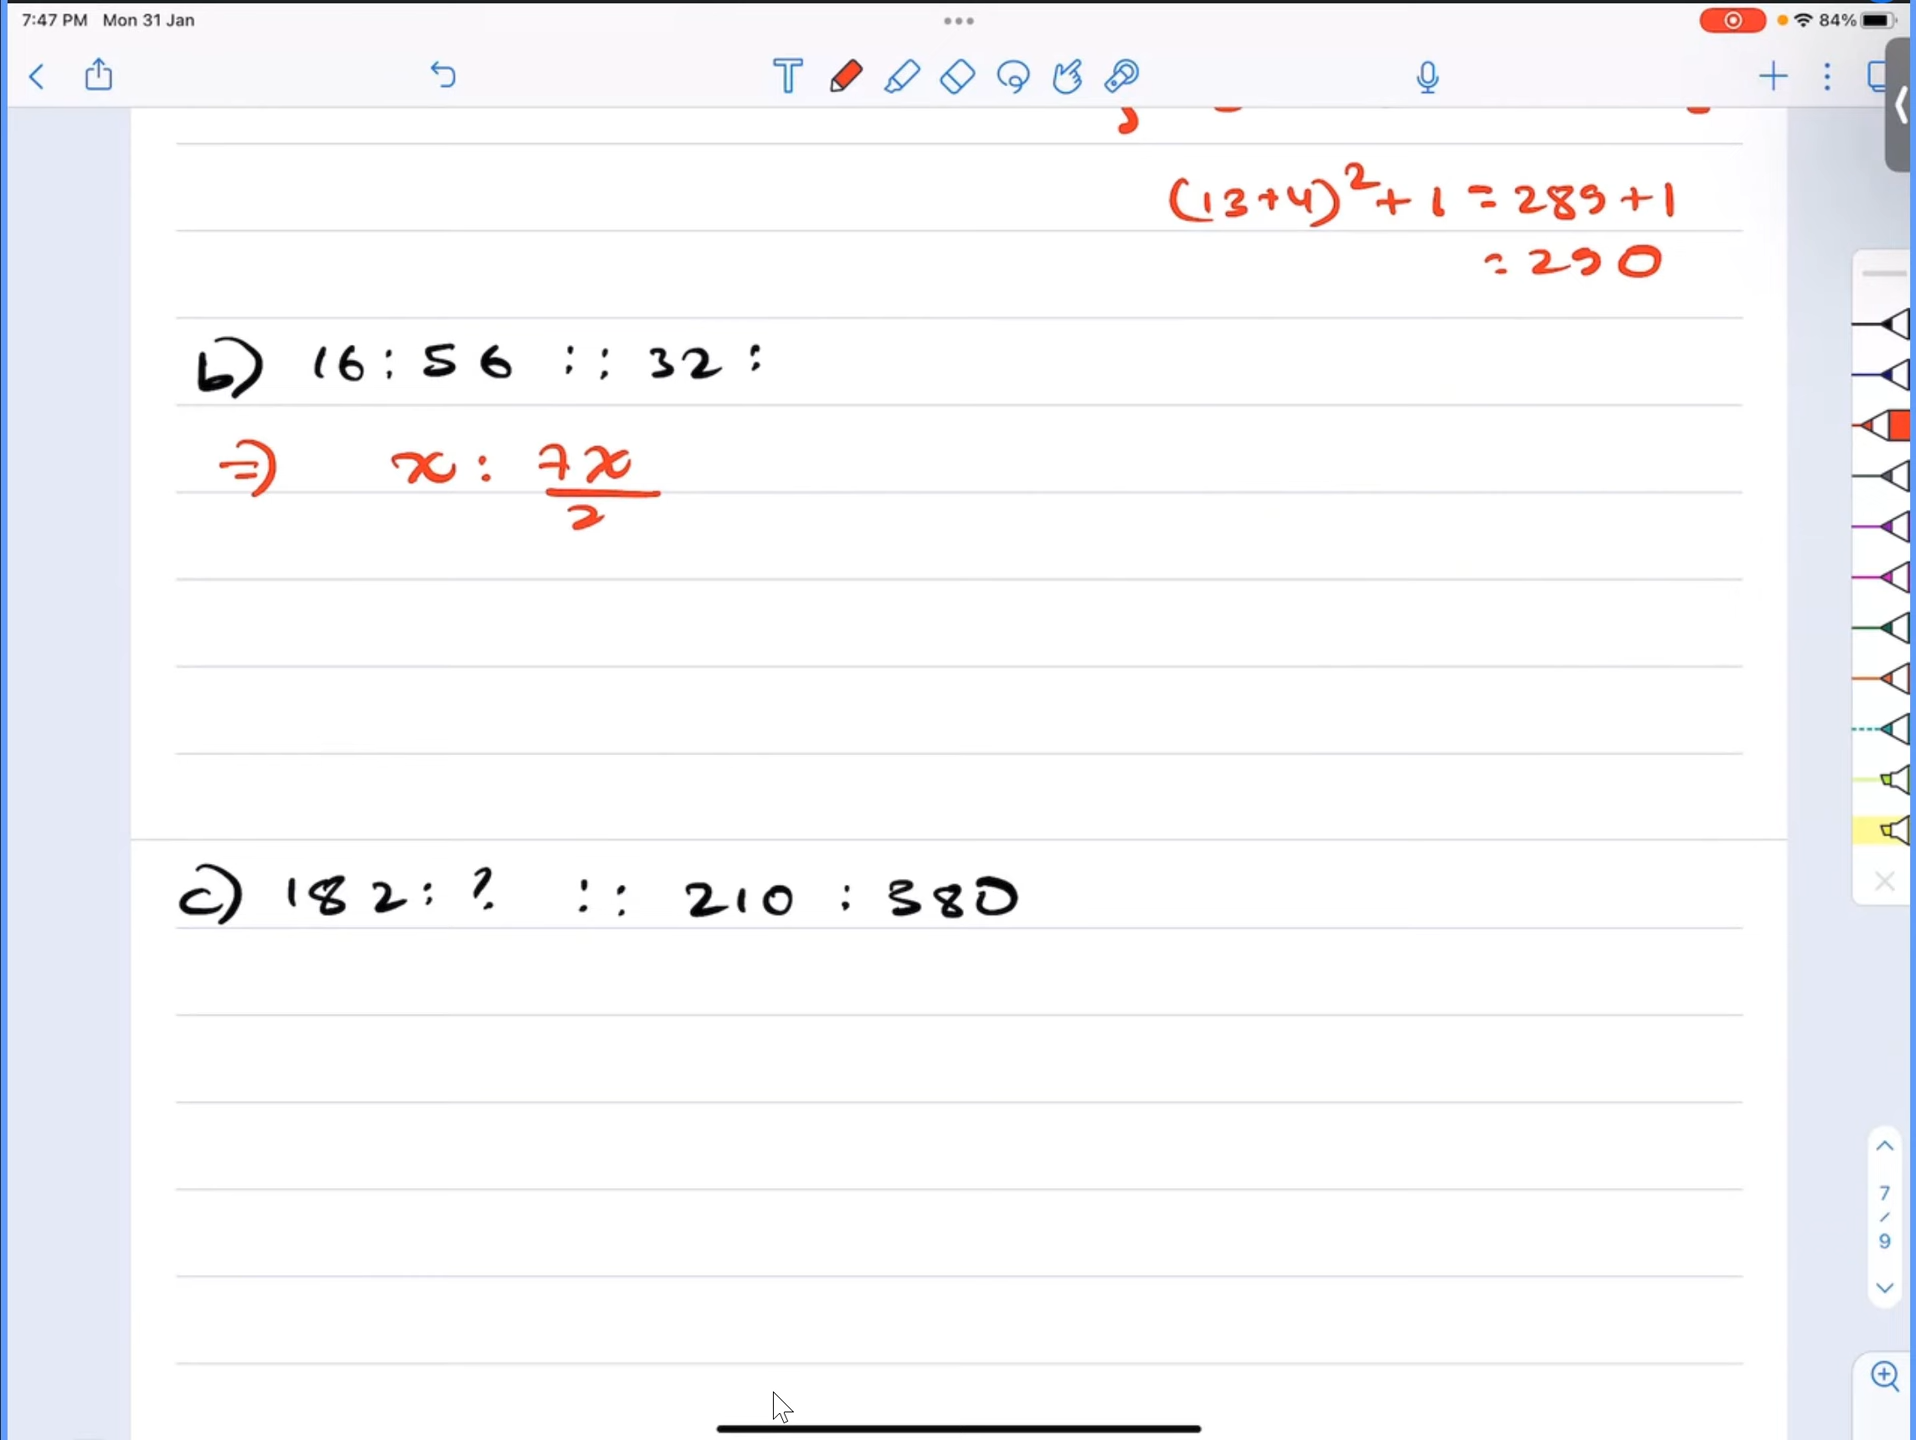 7:47 PM Mon 31 Jan
84%
T
(13+4)²+1 = 289+1
= 290
b) 16 : 56 :: 32 :
⇒ x : 7x/2
c) 182 : ? :: 210 : 380
7
/
9